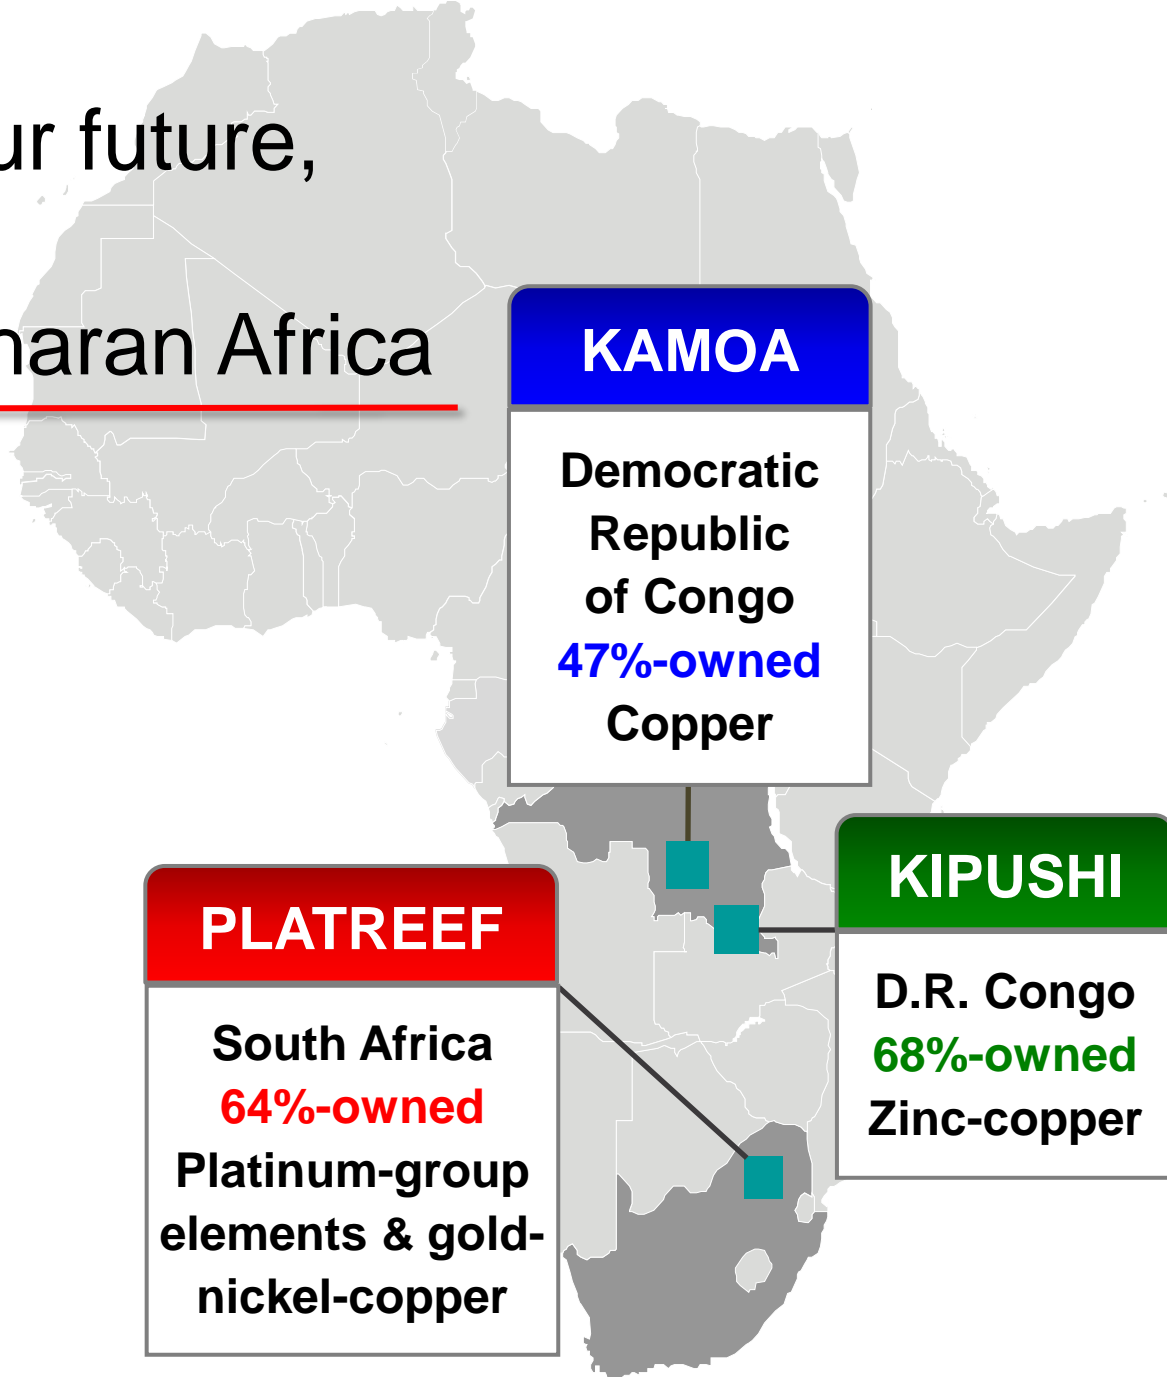 ur future,
haran Africa
KAMOA
Democratic
Republic
of Congo
47%-owned
Copper
KIPUSHI
D.R. Congo
68%-owned
Zinc-copper
PLATREEF
South Africa
64%-owned
Platinum-group
elements & gold-
nickel-copper